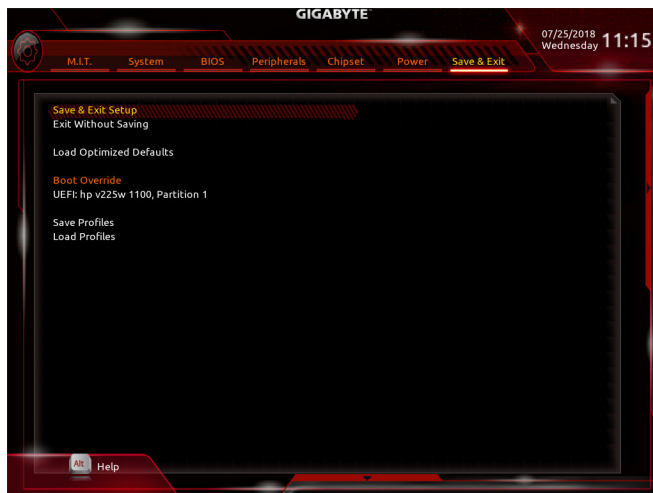 GIGABYTE™
07/25/2018
Wednesday
11:15
M.I.T. System BIOS Peripherals Chipset Power Save & Exit
Save & Exit Setup
Exit Without Saving
Load Optimized Defaults
Boot Override
UEFI: hp v225w 1100, Partition 1
Save Profiles
Load Profiles
Alt Help